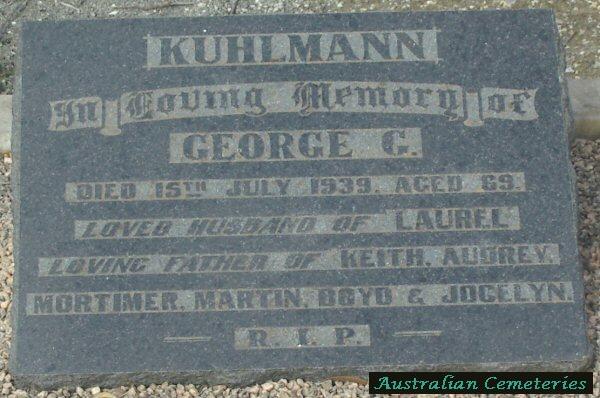 KUHLMANN
In Loving Memory of
GEORGE G.
DIED 15TH JULY 1939. AGED 69.
LOVED HUSBAND OF LAUREL
LOVING FATHER OF KEITH, AUDREY,
MORTIMER, MARTIN, BOYD & JOCELYN.
— R. I. P. —
Australian Cemeteries